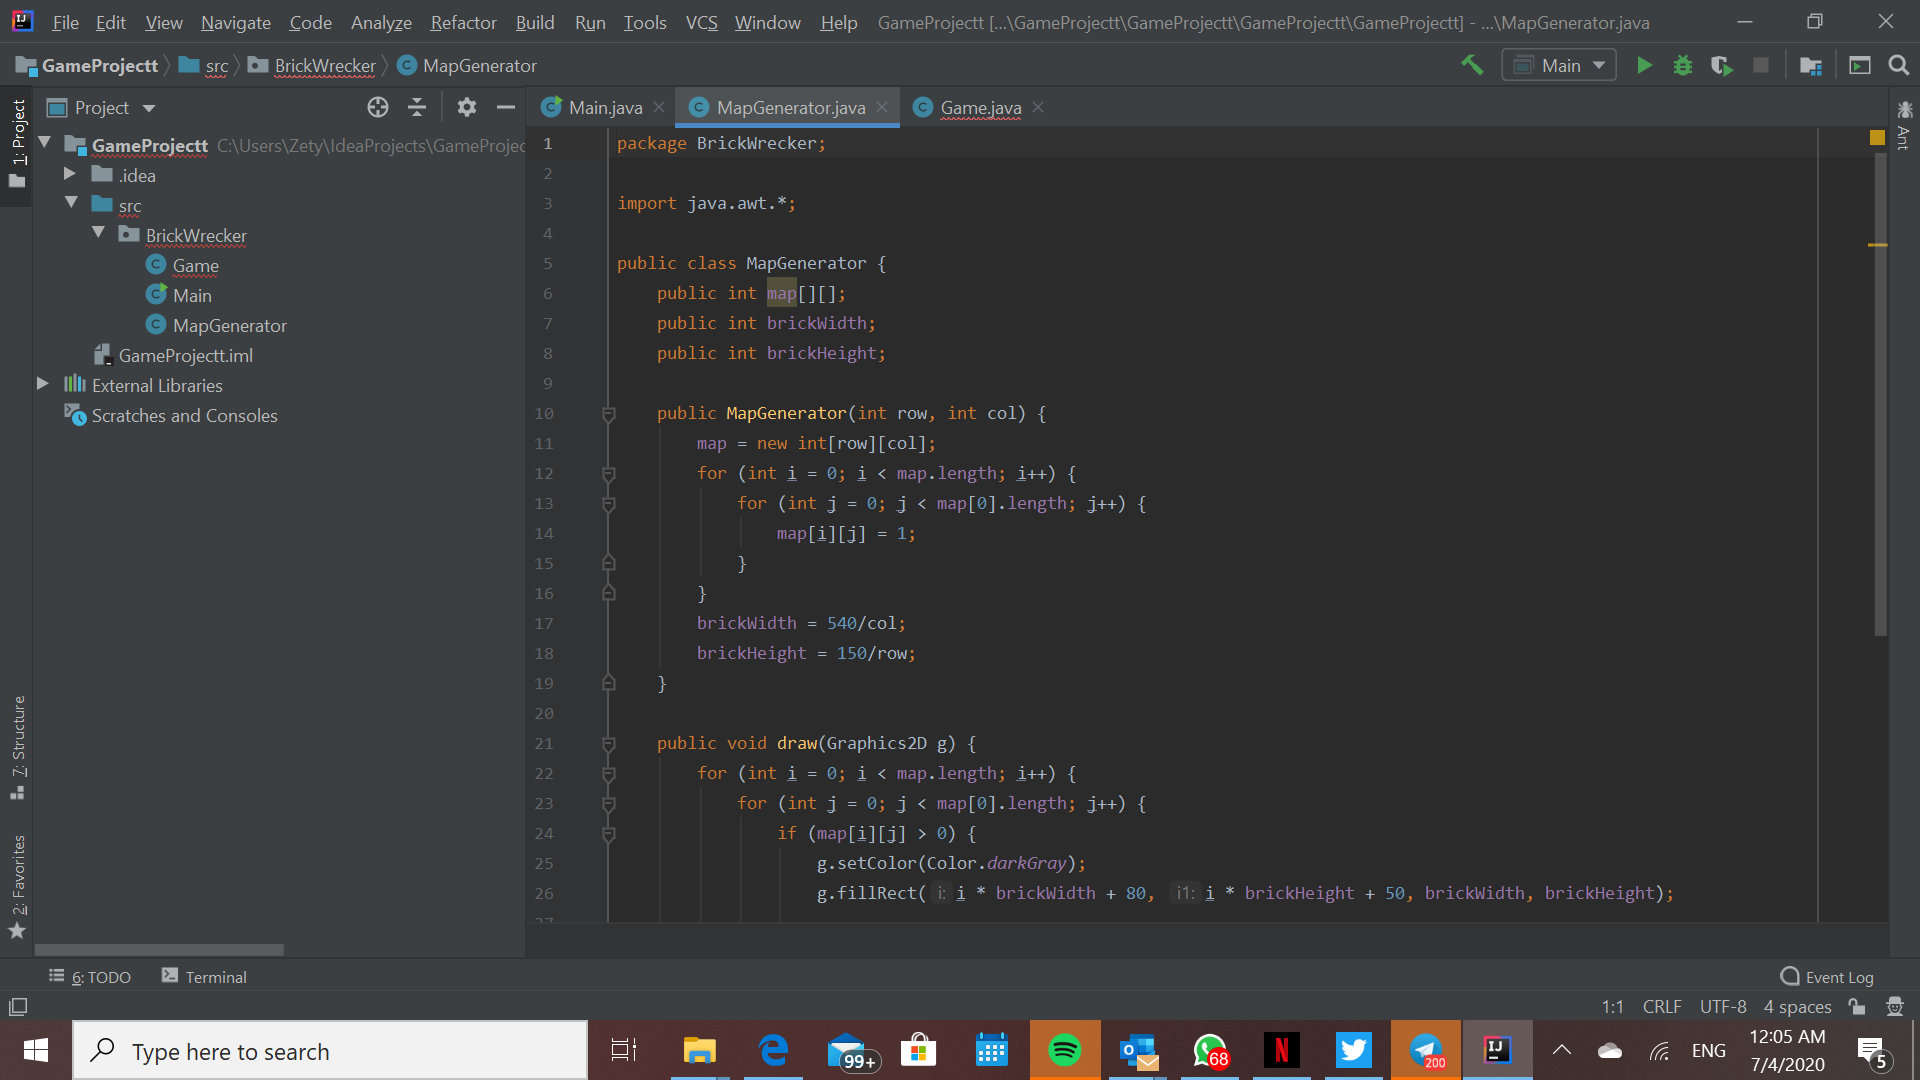 File Edit View Navigate Code Analyze Refactor Build Run Tools VCS Window Help GameProjectt [...\GameProjectt\GameProjectt\GameProjectt\GameProjectt] - ...\MapGenerator.java
GameProjectt src BrickWrecker MapGenerator Main
Project Main.java MapGenerator.java Game.java
1: Project
GameProjectt C:\Users\Zety\IdeaProjects\GameProjec
.idea
src
BrickWrecker
Game
Main
MapGenerator
GameProjectt.iml
External Libraries
Scratches and Consoles
7: Structure
2: Favorites
1 package BrickWrecker;
2
3 import java.awt.*;
4
5 public class MapGenerator {
6 public int map[][];
7 public int brickWidth;
8 public int brickHeight;
9
10 public MapGenerator(int row, int col) {
11 map = new int[row][col];
12 for (int i = 0; i < map.length; i++) {
13 for (int j = 0; j < map[0].length; j++) {
14 map[i][j] = 1;
15 }
16 }
17 brickWidth = 540/col;
18 brickHeight = 150/row;
19 }
20
21 public void draw(Graphics2D g) {
22 for (int i = 0; i < map.length; i++) {
23 for (int j = 0; j < map[0].length; j++) {
24 if (map[i][j] > 0) {
25 g.setColor(Color.darkGray);
26 g.fillRect( i: i * brickWidth + 80, i1: i * brickHeight + 50, brickWidth, brickHeight);
27
Ant
6: TODO Terminal Event Log
1:1 CRLF UTF-8 4 spaces
Type here to search 99+ 68 200 ENG 12:05 AM
7/4/2020 5